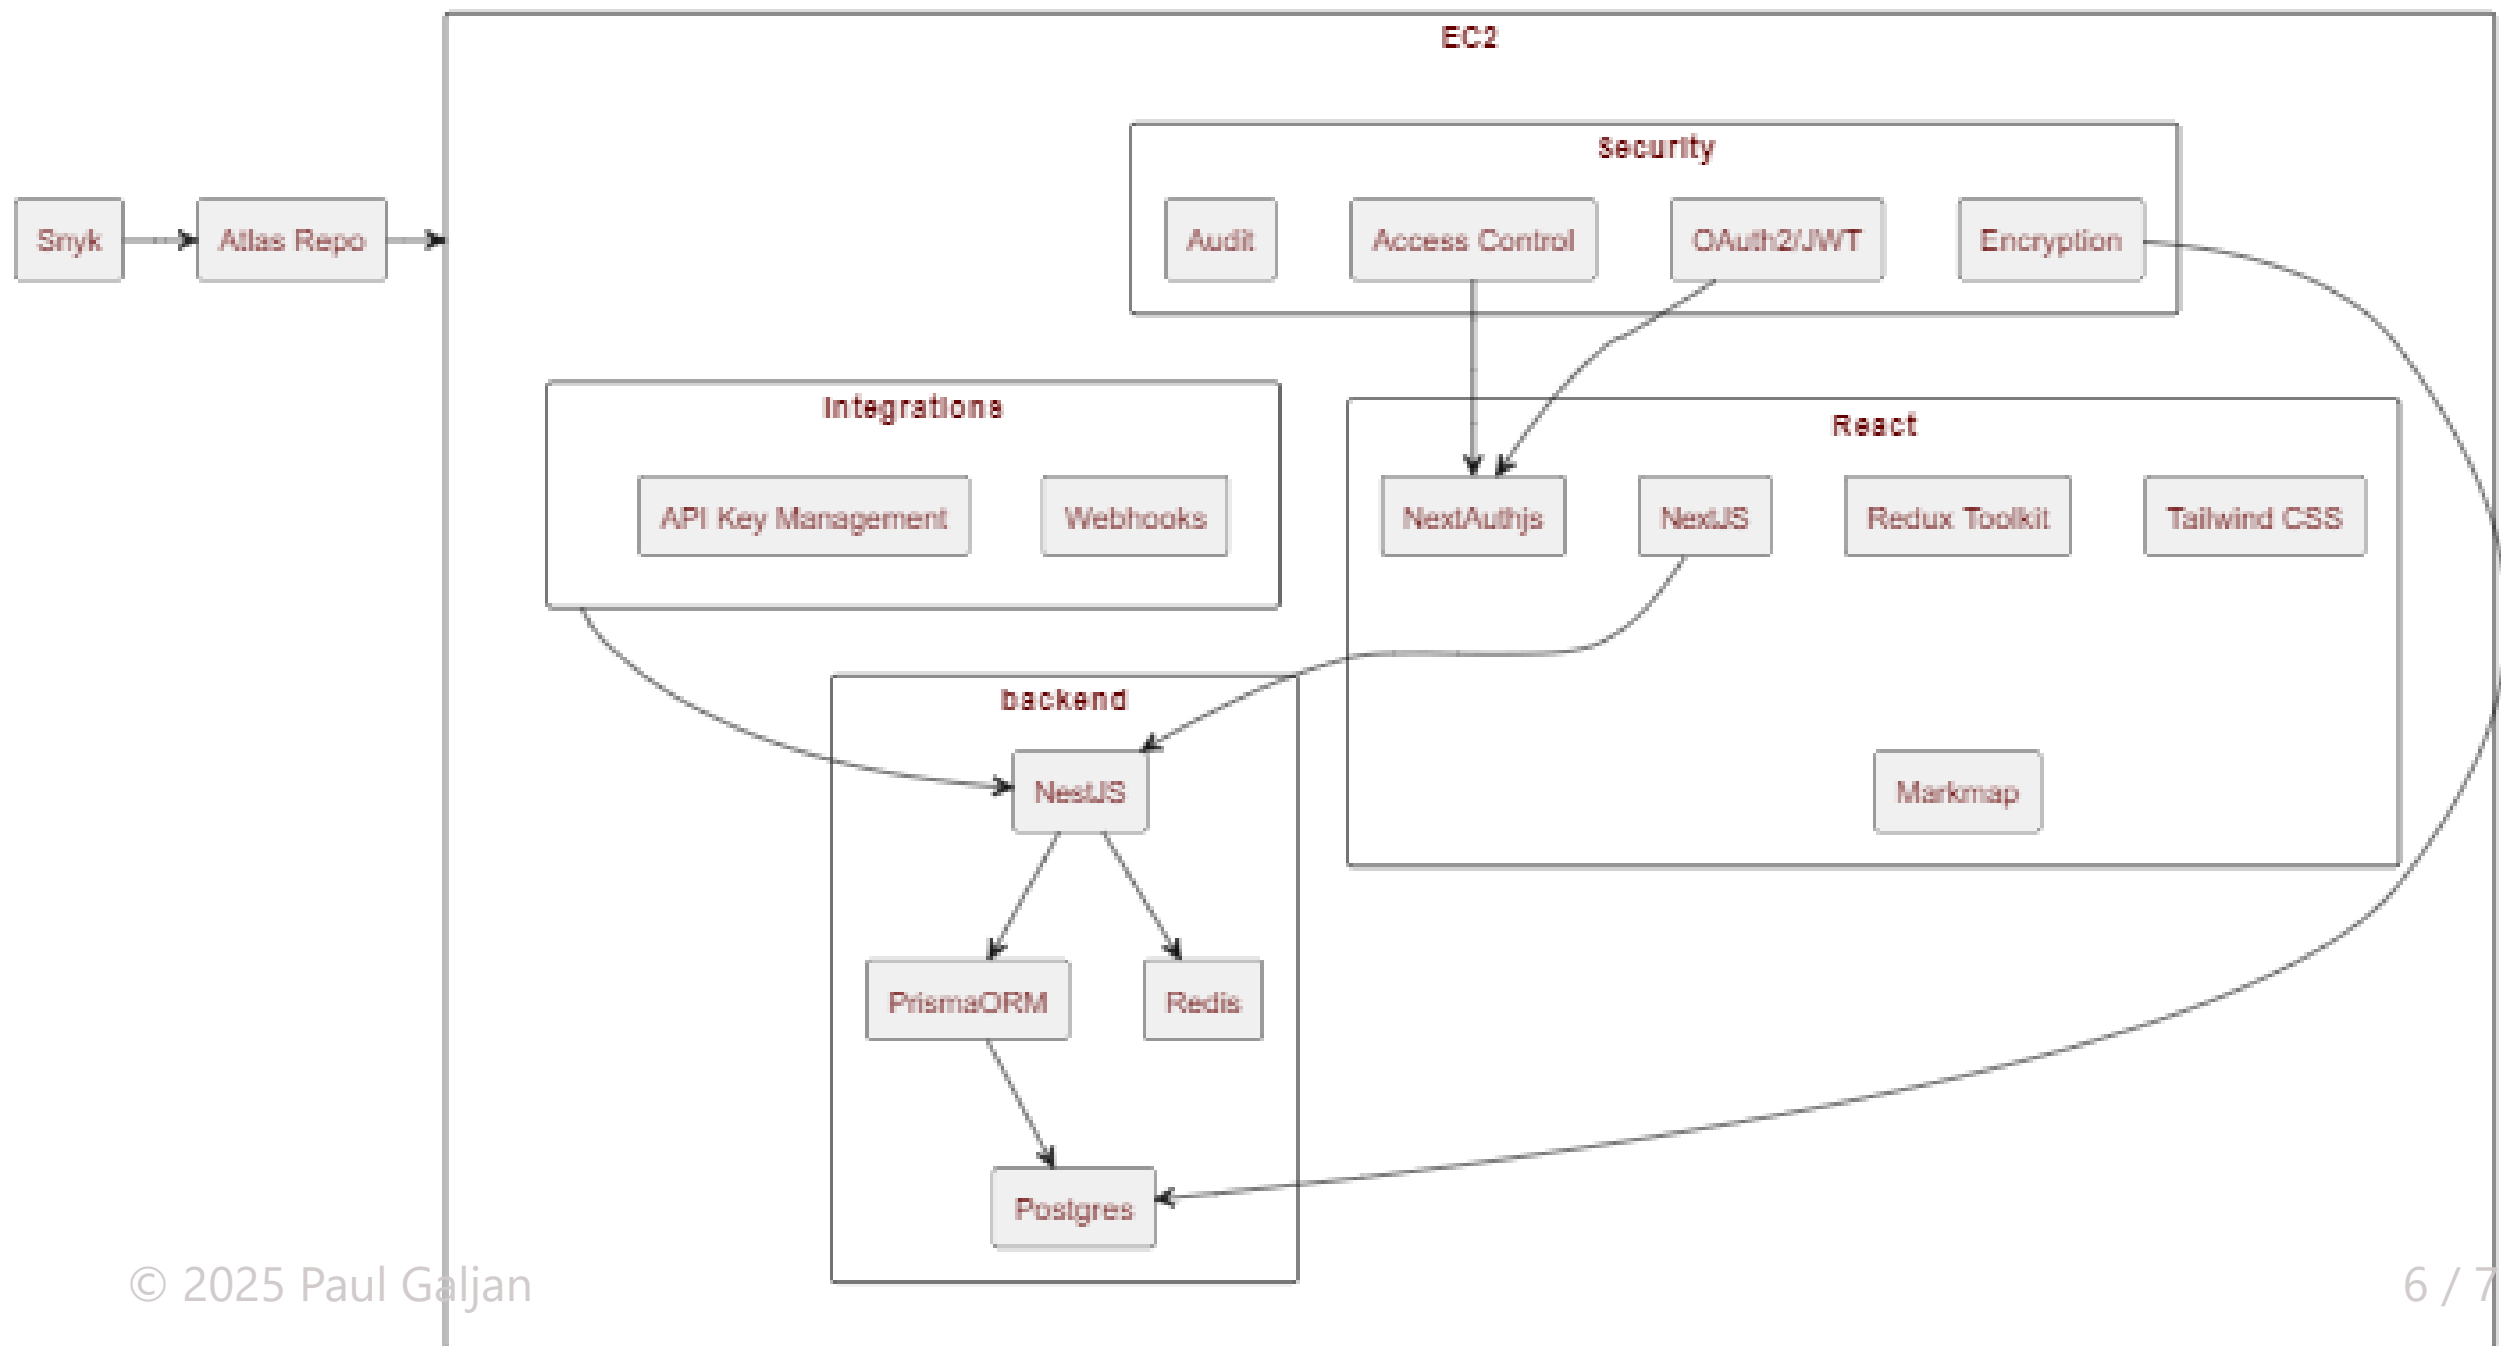 EC2
Security
Snyk
Atlas Repo
Audit
Access Control
OAuth2/JWT
Encryption
Integrations
React
API Key Management
Webhooks
NextAuthjs
NextJS
Redux Toolkit
Tailwind CSS
backend
NestJS
Markmap
PrismaORM
Redis
Postgres
© 2025 Paul Galjan
6 / 7